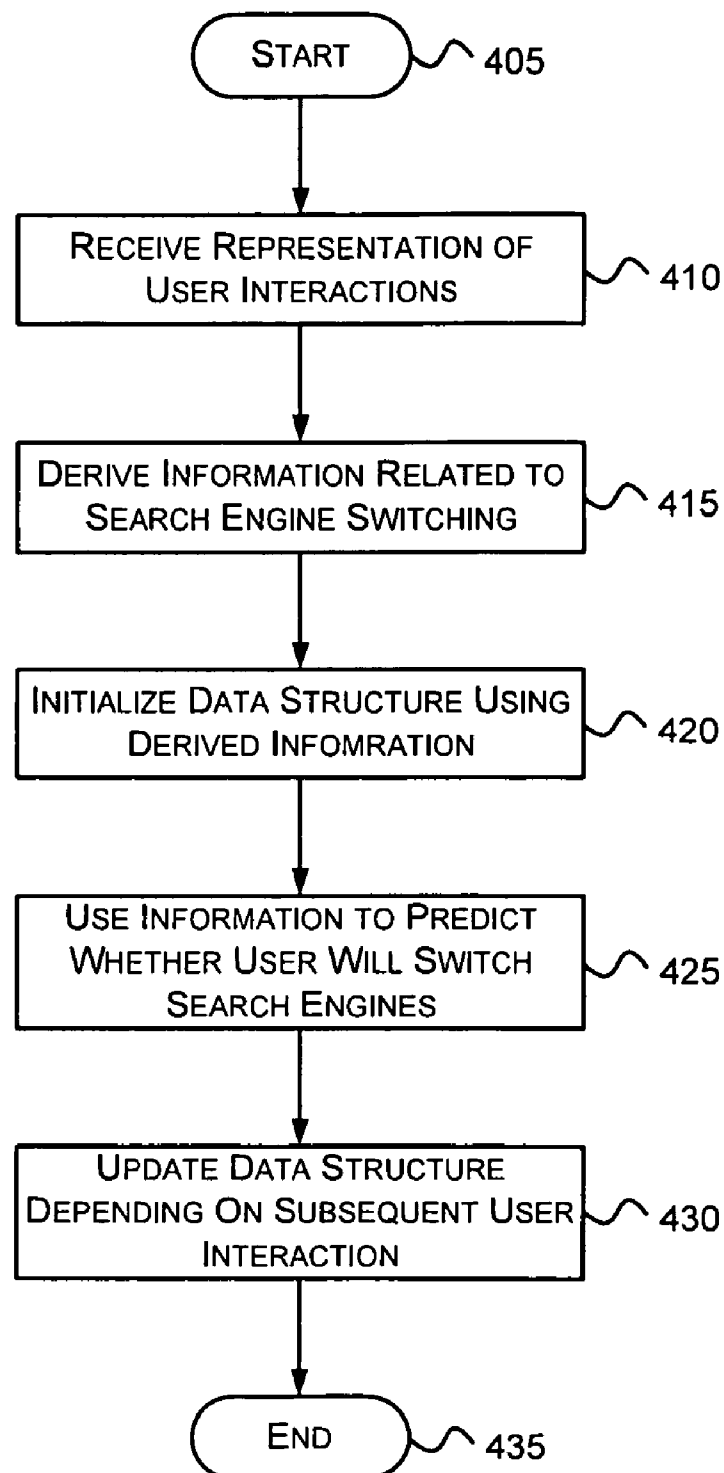 START
405
RECEIVE REPRESENTATION OF
USER INTERACTIONS
410
DERIVE INFORMATION RELATED TO
SEARCH ENGINE SWITCHING
415
INITIALIZE DATA STRUCTURE USING
DERIVED INFOMRATION
420
USE INFORMATION TO PREDICT
WHETHER USER WILL SWITCH
SEARCH ENGINES
425
UPDATE DATA STRUCTURE
DEPENDING ON SUBSEQUENT USER
INTERACTION
430
END
435